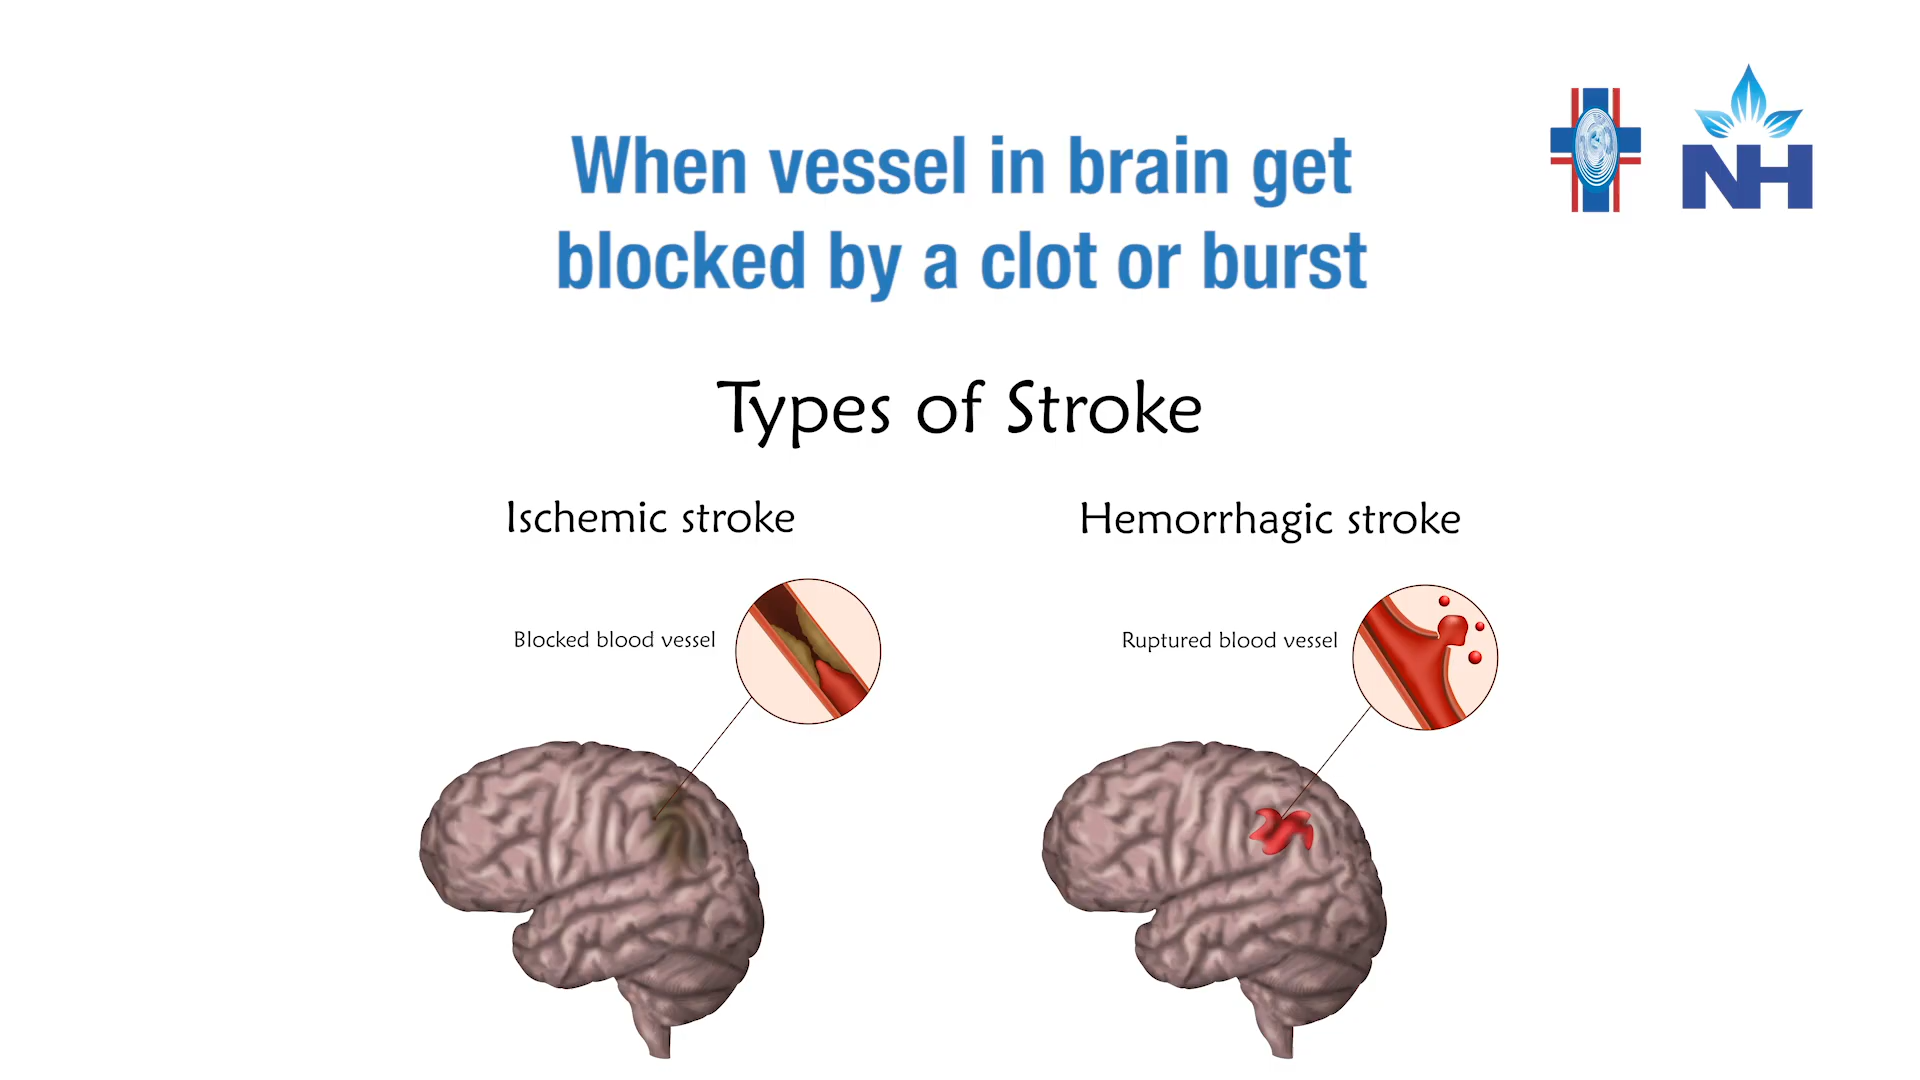 When vessel in brain get
blocked by a clot or burst
NH
Types of Stroke
Ischemic stroke
Hemorrhagic stroke
Blocked blood vessel
Ruptured blood vessel